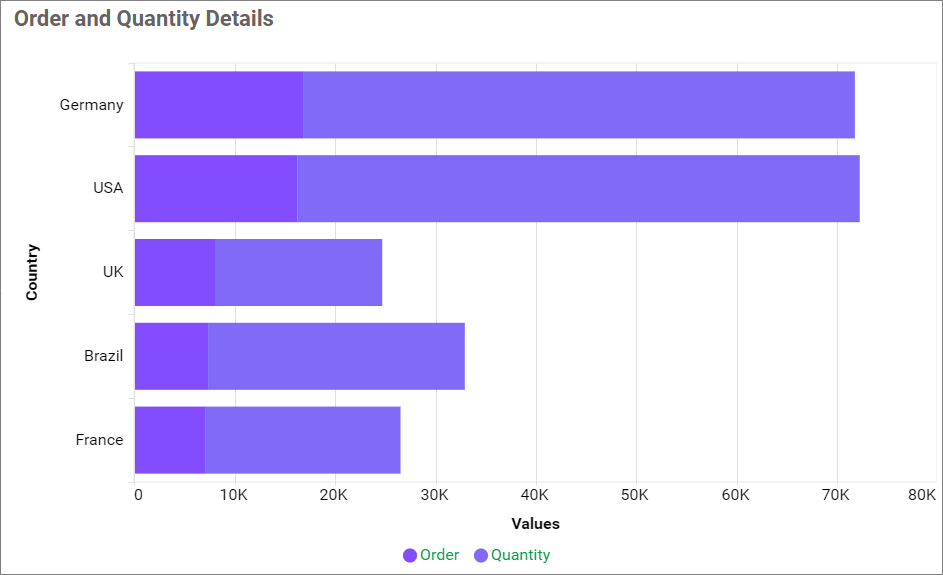 Order and Quantity Details
Germany
USA
UK
Brazil
France
Country
0 10K 20K 30K 40K 50K 60K 70K 80K
Values
Order Quantity